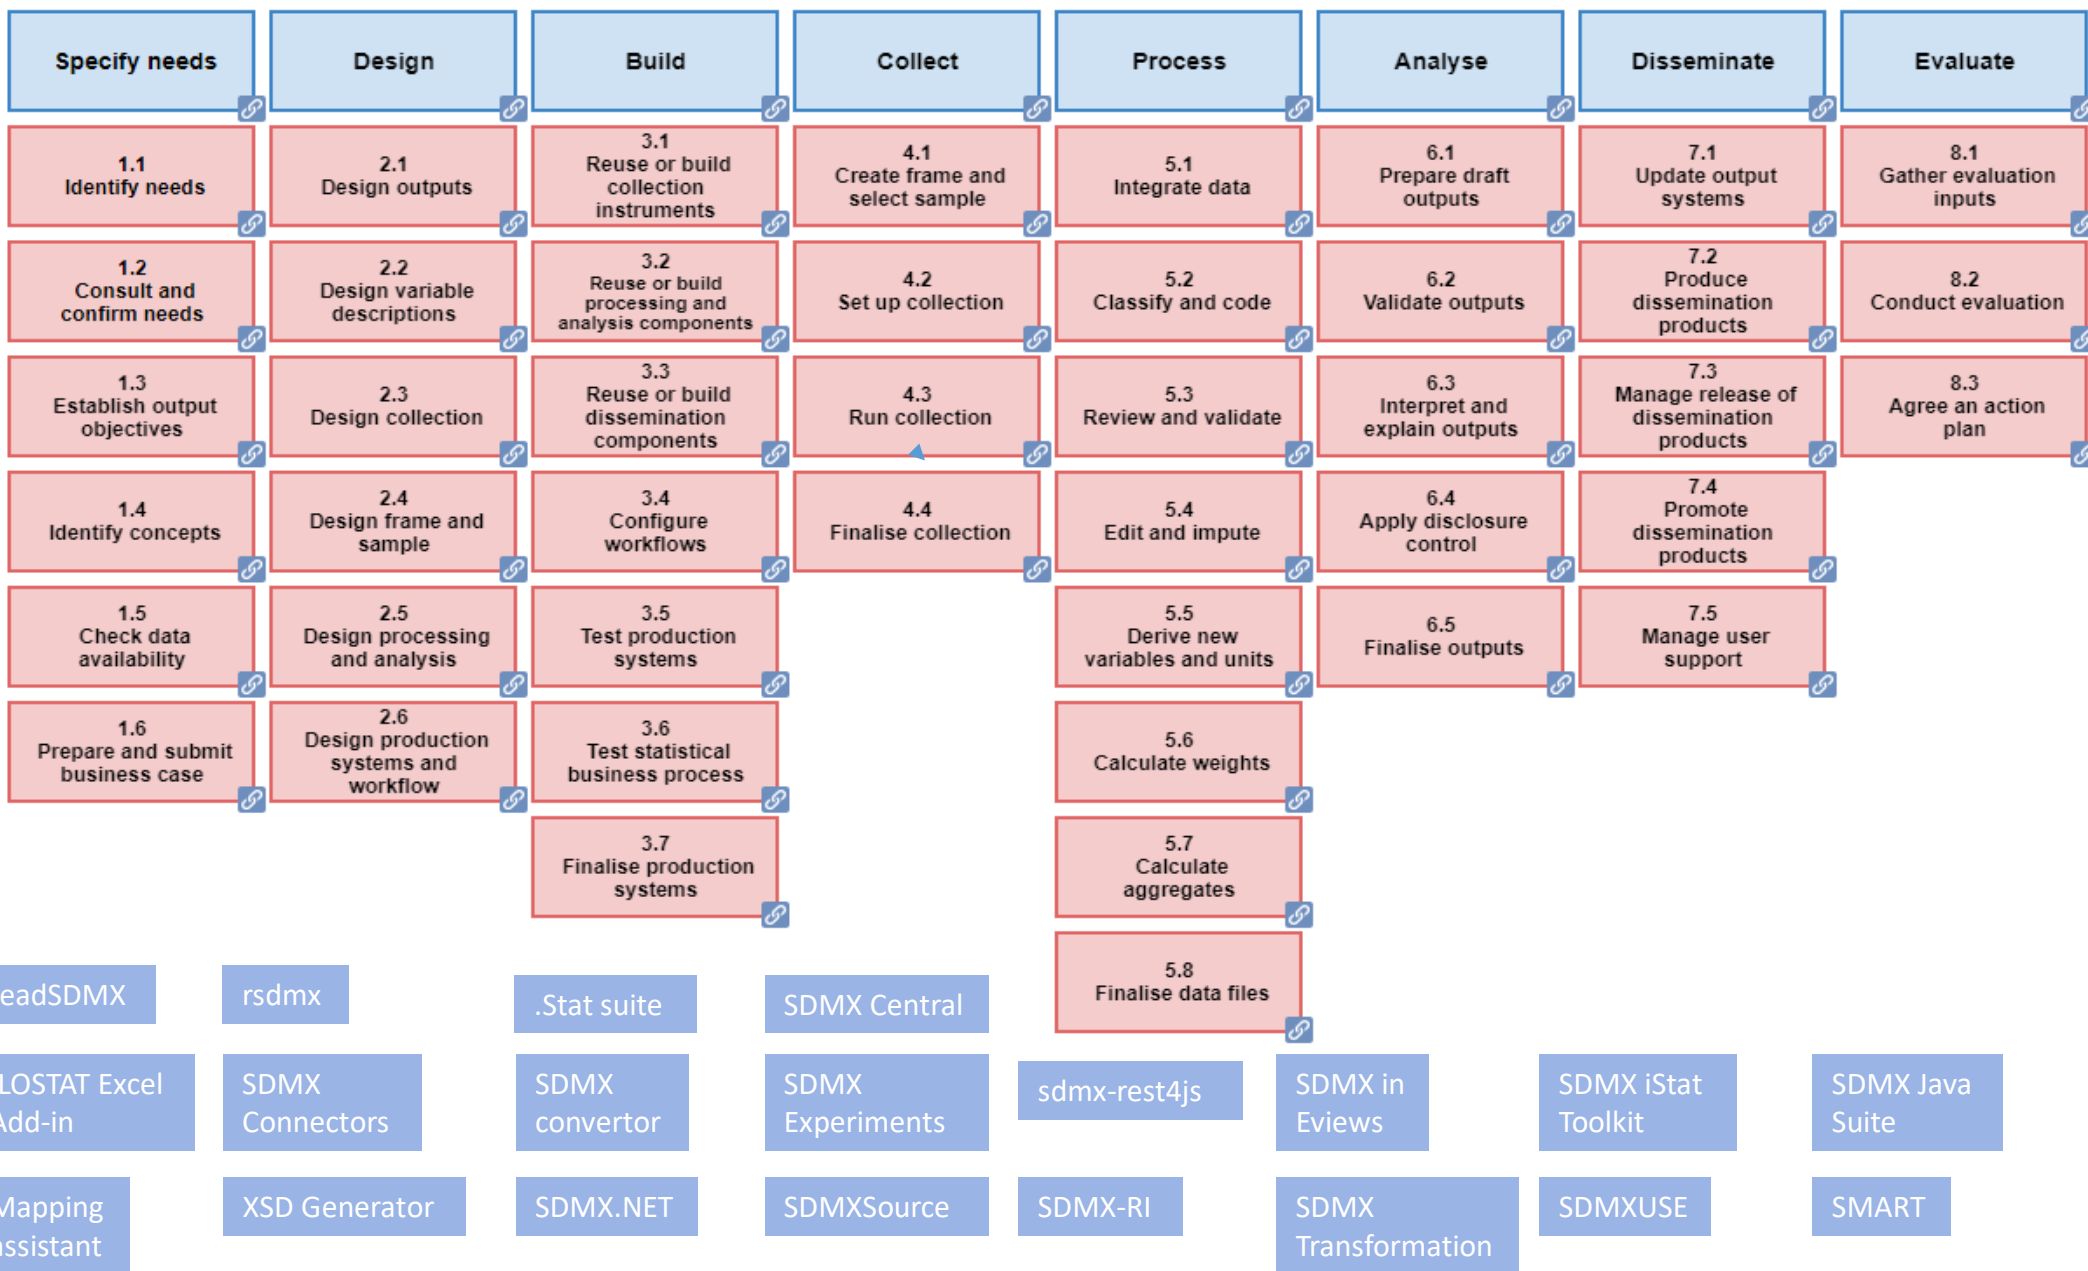 Specify needs
Design
Build
Collect
Process
Analyse
Disseminate
Evaluate
1.1
Identify needs
2.1
Design outputs
3.1
Reuse or build
collection
instruments
4.1
Create frame and
select sample
5.1
Integrate data
6.1
Prepare draft
outputs
7.1
Update output
systems
8.1
Gather evaluation
inputs
1.2
Consult and
confirm needs
2.2
Design variable
descriptions
3.2
Reuse or build
processing and
analysis components
4.2
Set up collection
5.2
Classify and code
6.2
Validate outputs
7.2
Produce
dissemination
products
8.2
Conduct evaluation
1.3
Establish output
objectives
2.3
Design collection
3.3
Reuse or build
dissemination
components
4.3
Run collection
5.3
Review and validate
6.3
Interpret and
explain outputs
7.3
Manage release of
dissemination
products
8.3
Agree an action
plan
1.4
Identify concepts
2.4
Design frame and
sample
3.4
Configure
workflows
4.4
Finalise collection
5.4
Edit and impute
6.4
Apply disclosure
control
7.4
Promote
dissemination
products
1.5
Check data
availability
2.5
Design processing
and analysis
3.5
Test production
systems
5.5
Derive new
variables and units
6.5
Finalise outputs
7.5
Manage user
support
1.6
Prepare and submit
business case
2.6
Design production
systems and
workflow
3.6
Test statistical
business process
5.6
Calculate weights
3.7
Finalise production
systems
5.7
Calculate
aggregates
5.8
Finalise data files
eadSDMX
rsdmx
.Stat suite
SDMX Central
LOSTAT Excel
Add-in
SDMX
Connectors
SDMX
convertor
SDMX
Experiments
sdmx-rest4js
SDMX in
Eviews
SDMX iStat
Toolkit
SDMX Java
Suite
Mapping
assistant
XSD Generator
SDMX.NET
SDMXSource
SDMX-RI
SDMX
Transformation
SDMXUSE
SMART